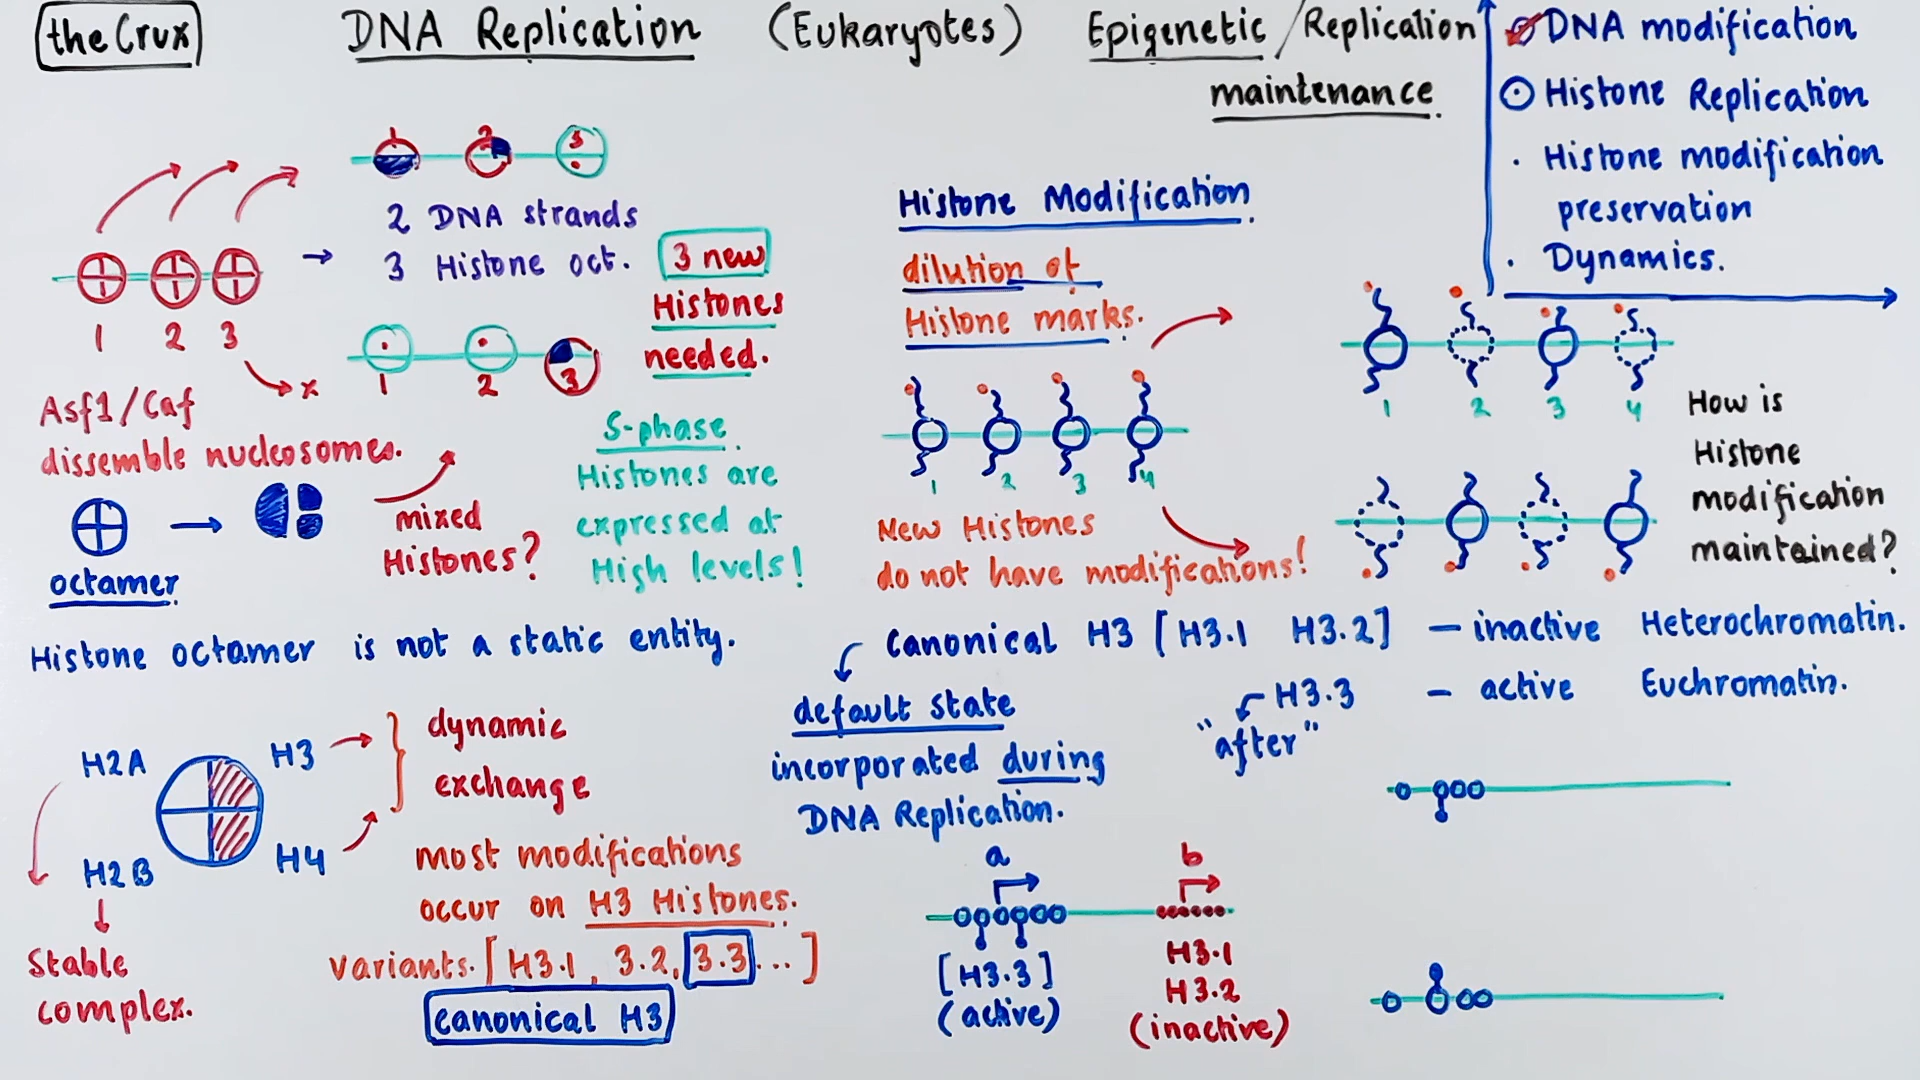 theCrux
DNA Replication (Eukaryotes) Epigenetic / Replication
maintenance.
DNA modification
Histone Replication
· Histone modification
preservation
· Dynamics.
1 2 3
2 DNA strands
3 Histone oct.
3 new
Histones
needed.
1 2 3
1 2 3
x
Asf1/Caf
dissemble nucleosomes.
octamer
mixed
Histones?
S-phase.
Histones are
expressed at
High levels!
Histone octamer is not a static entity.
H2A
H3
H2B
H4
dynamic
exchange
Stable
complex.
most modifications
occur on H3 Histones.
variants. [H3.1, 3.2, 3.3 ... ]
canonical H3
Histone Modification
dilution of
Histone marks.
1 2 3 4
New Histones
do not have modifications!
1 2 3 4
How is
Histone
modification
maintained?
canonical H3 [H3.1 H3.2] – inactive Heterochromatin.
H3.3 – active Euchromatin.
"after"
default state
incorporated during
DNA Replication.
a
b
[H3.3]
(active)
H3.1
H3.2
(inactive)